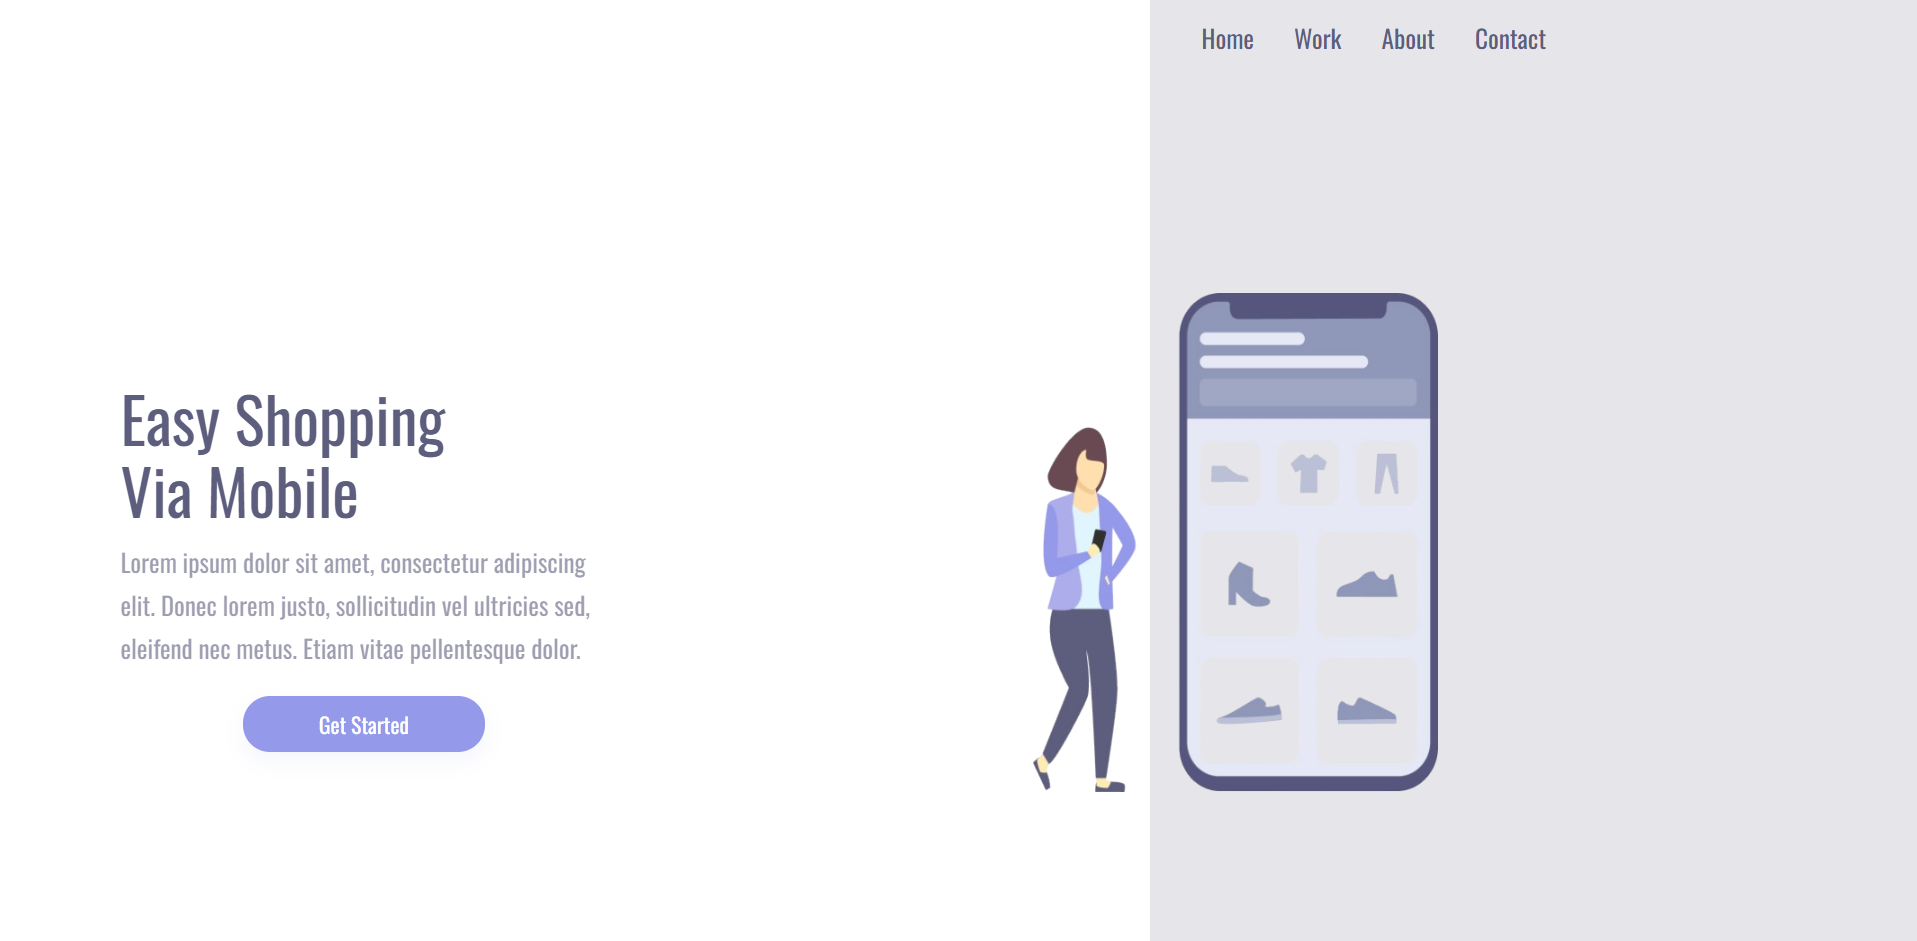 Home Work About Contact
Easy Shopping
Via Mobile
Lorem ipsum dolor sit amet, consectetur adipiscing
elit. Donec lorem justo, sollicitudin vel ultricies sed,
eleifend nec metus. Etiam vitae pellentesque dolor.
Get Started